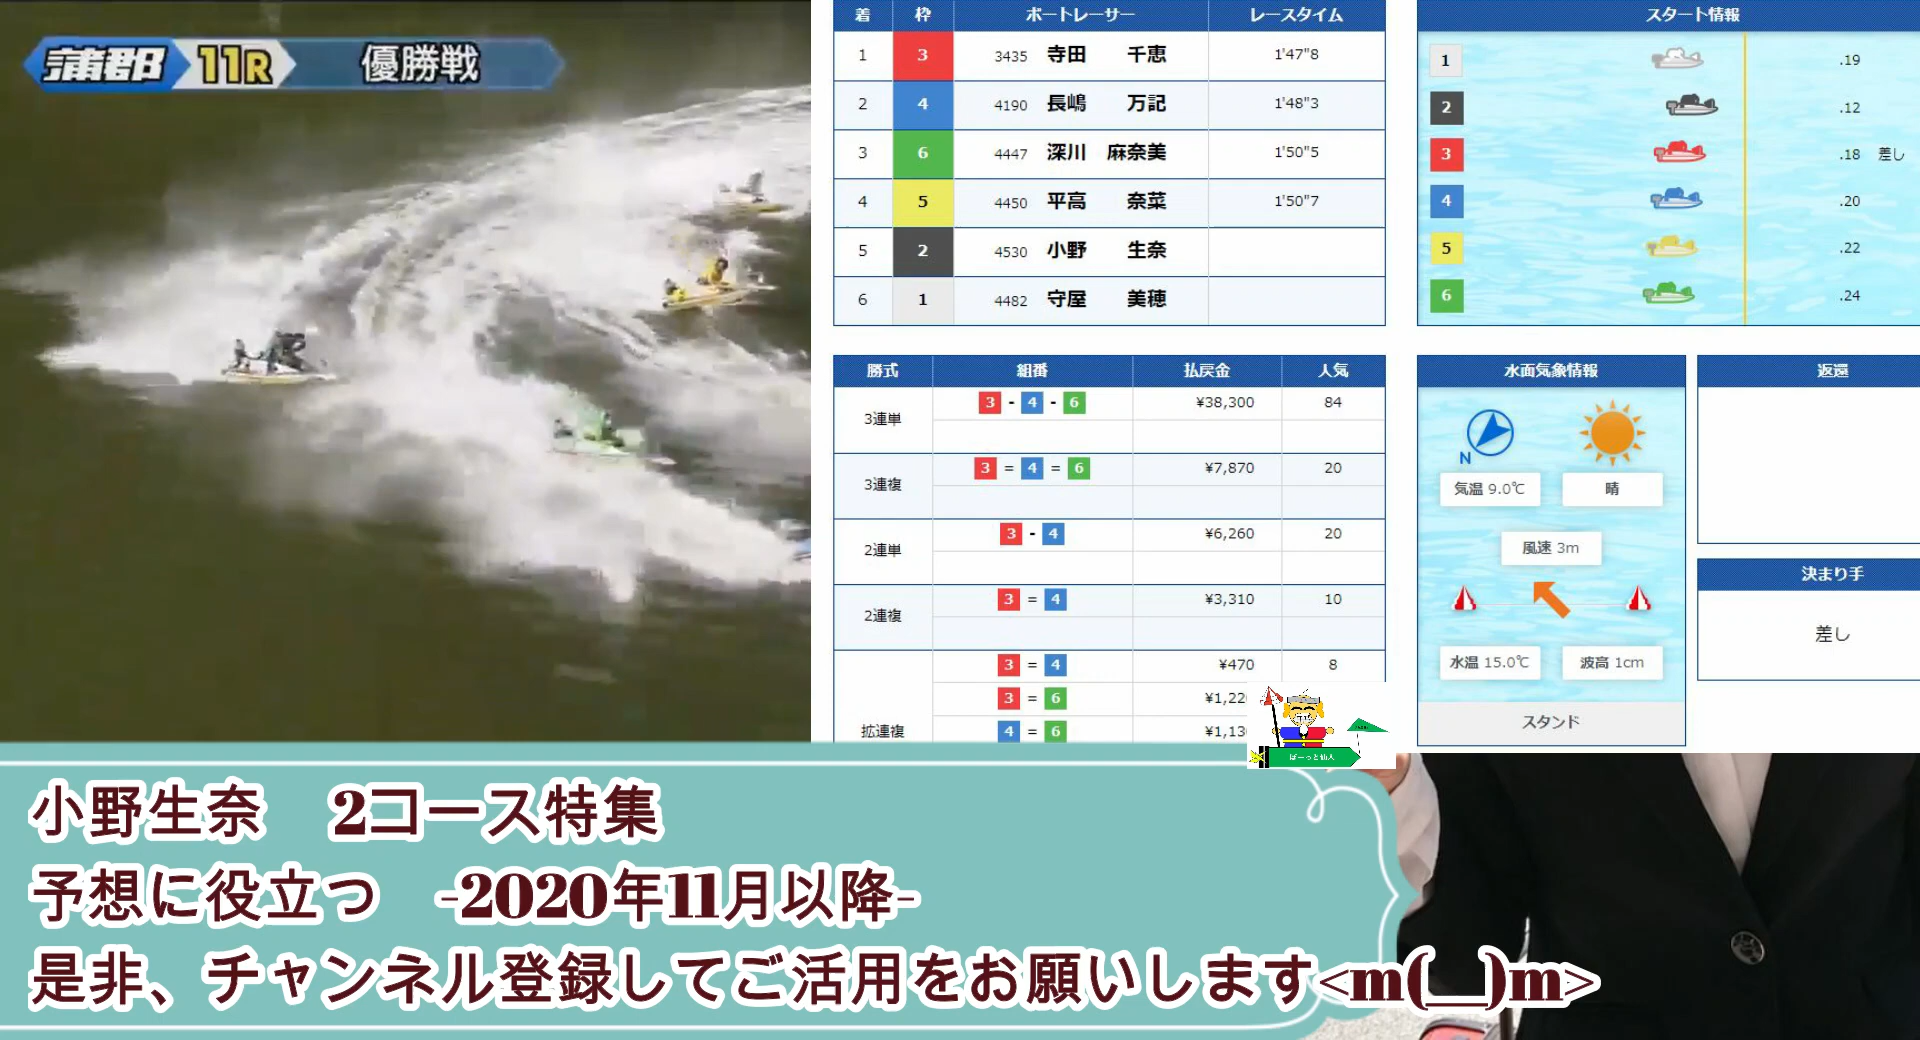 蒲郡 11R 優勝戦
着 枠 ボートレーサー レースタイム
1 3 3435 寺田 千恵 1'47"8
2 4 4190 長嶋 万記 1'48"3
3 6 4447 深川 麻奈美 1'50"5
4 5 4450 平高 奈菜 1'50"7
5 2 4530 小野 生奈
6 1 4482 守屋 美穂
スタート情報
1 .19
2 .12
3 .18 差し
4 .20
5 .22
6 .24
勝式 組番 払戻金 人気
3連単 3 - 4 - 6 ¥38,300 84
3連複 3 = 4 = 6 ¥7,870 20
2連単 3 - 4 ¥6,260 20
2連複 3 = 4 ¥3,310 10
拡連複 3 = 4 ¥470 8
3 = 6 ¥1,22
4 = 6 ¥1,13
水面気象情報
N
気温 9.0℃ 晴
風速 3m
水温 15.0℃ 波高 1cm
スタンド
返還
決まり手
差し
ぼーっと仙人
小野生奈 2コース特集
予想に役立つ -2020年11月以降-
是非、チャンネル登録してご活用をお願いします<m(__)m>